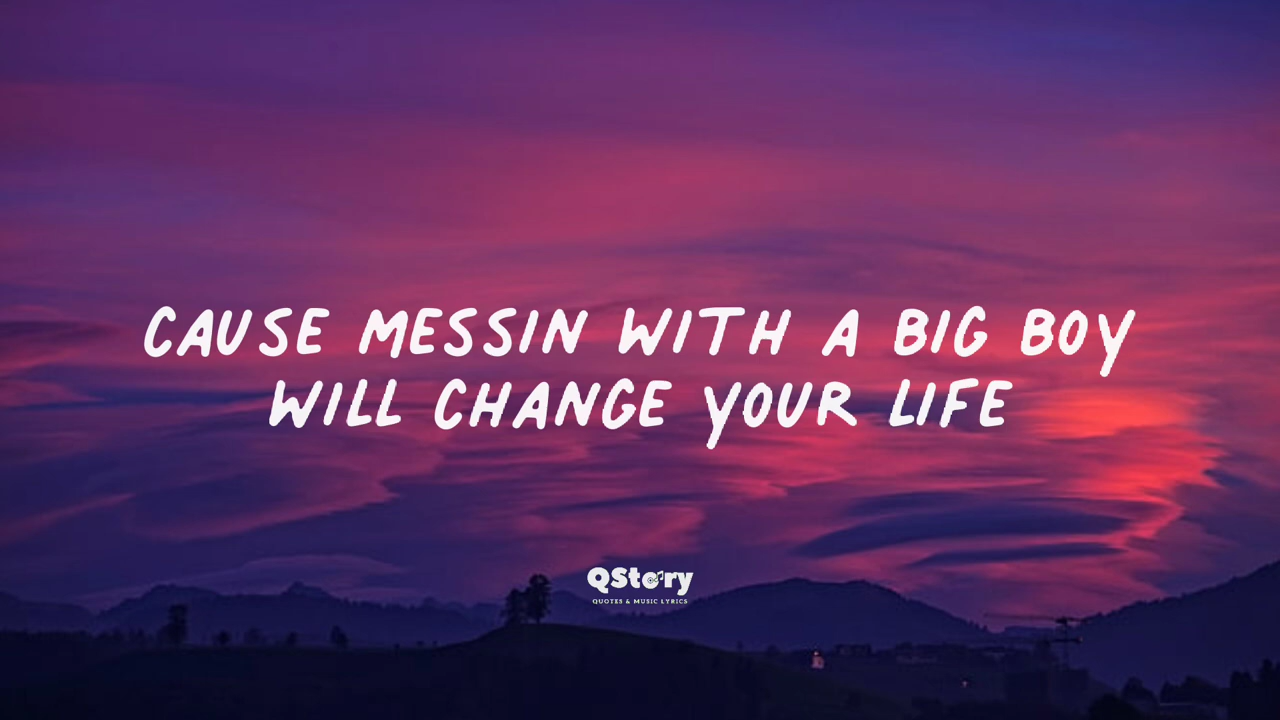 CAUSE MESSIN WITH A BIG BOY
WILL CHANGE YOUR LIFE
QStory
QUOTES & MUSIC LYRICS